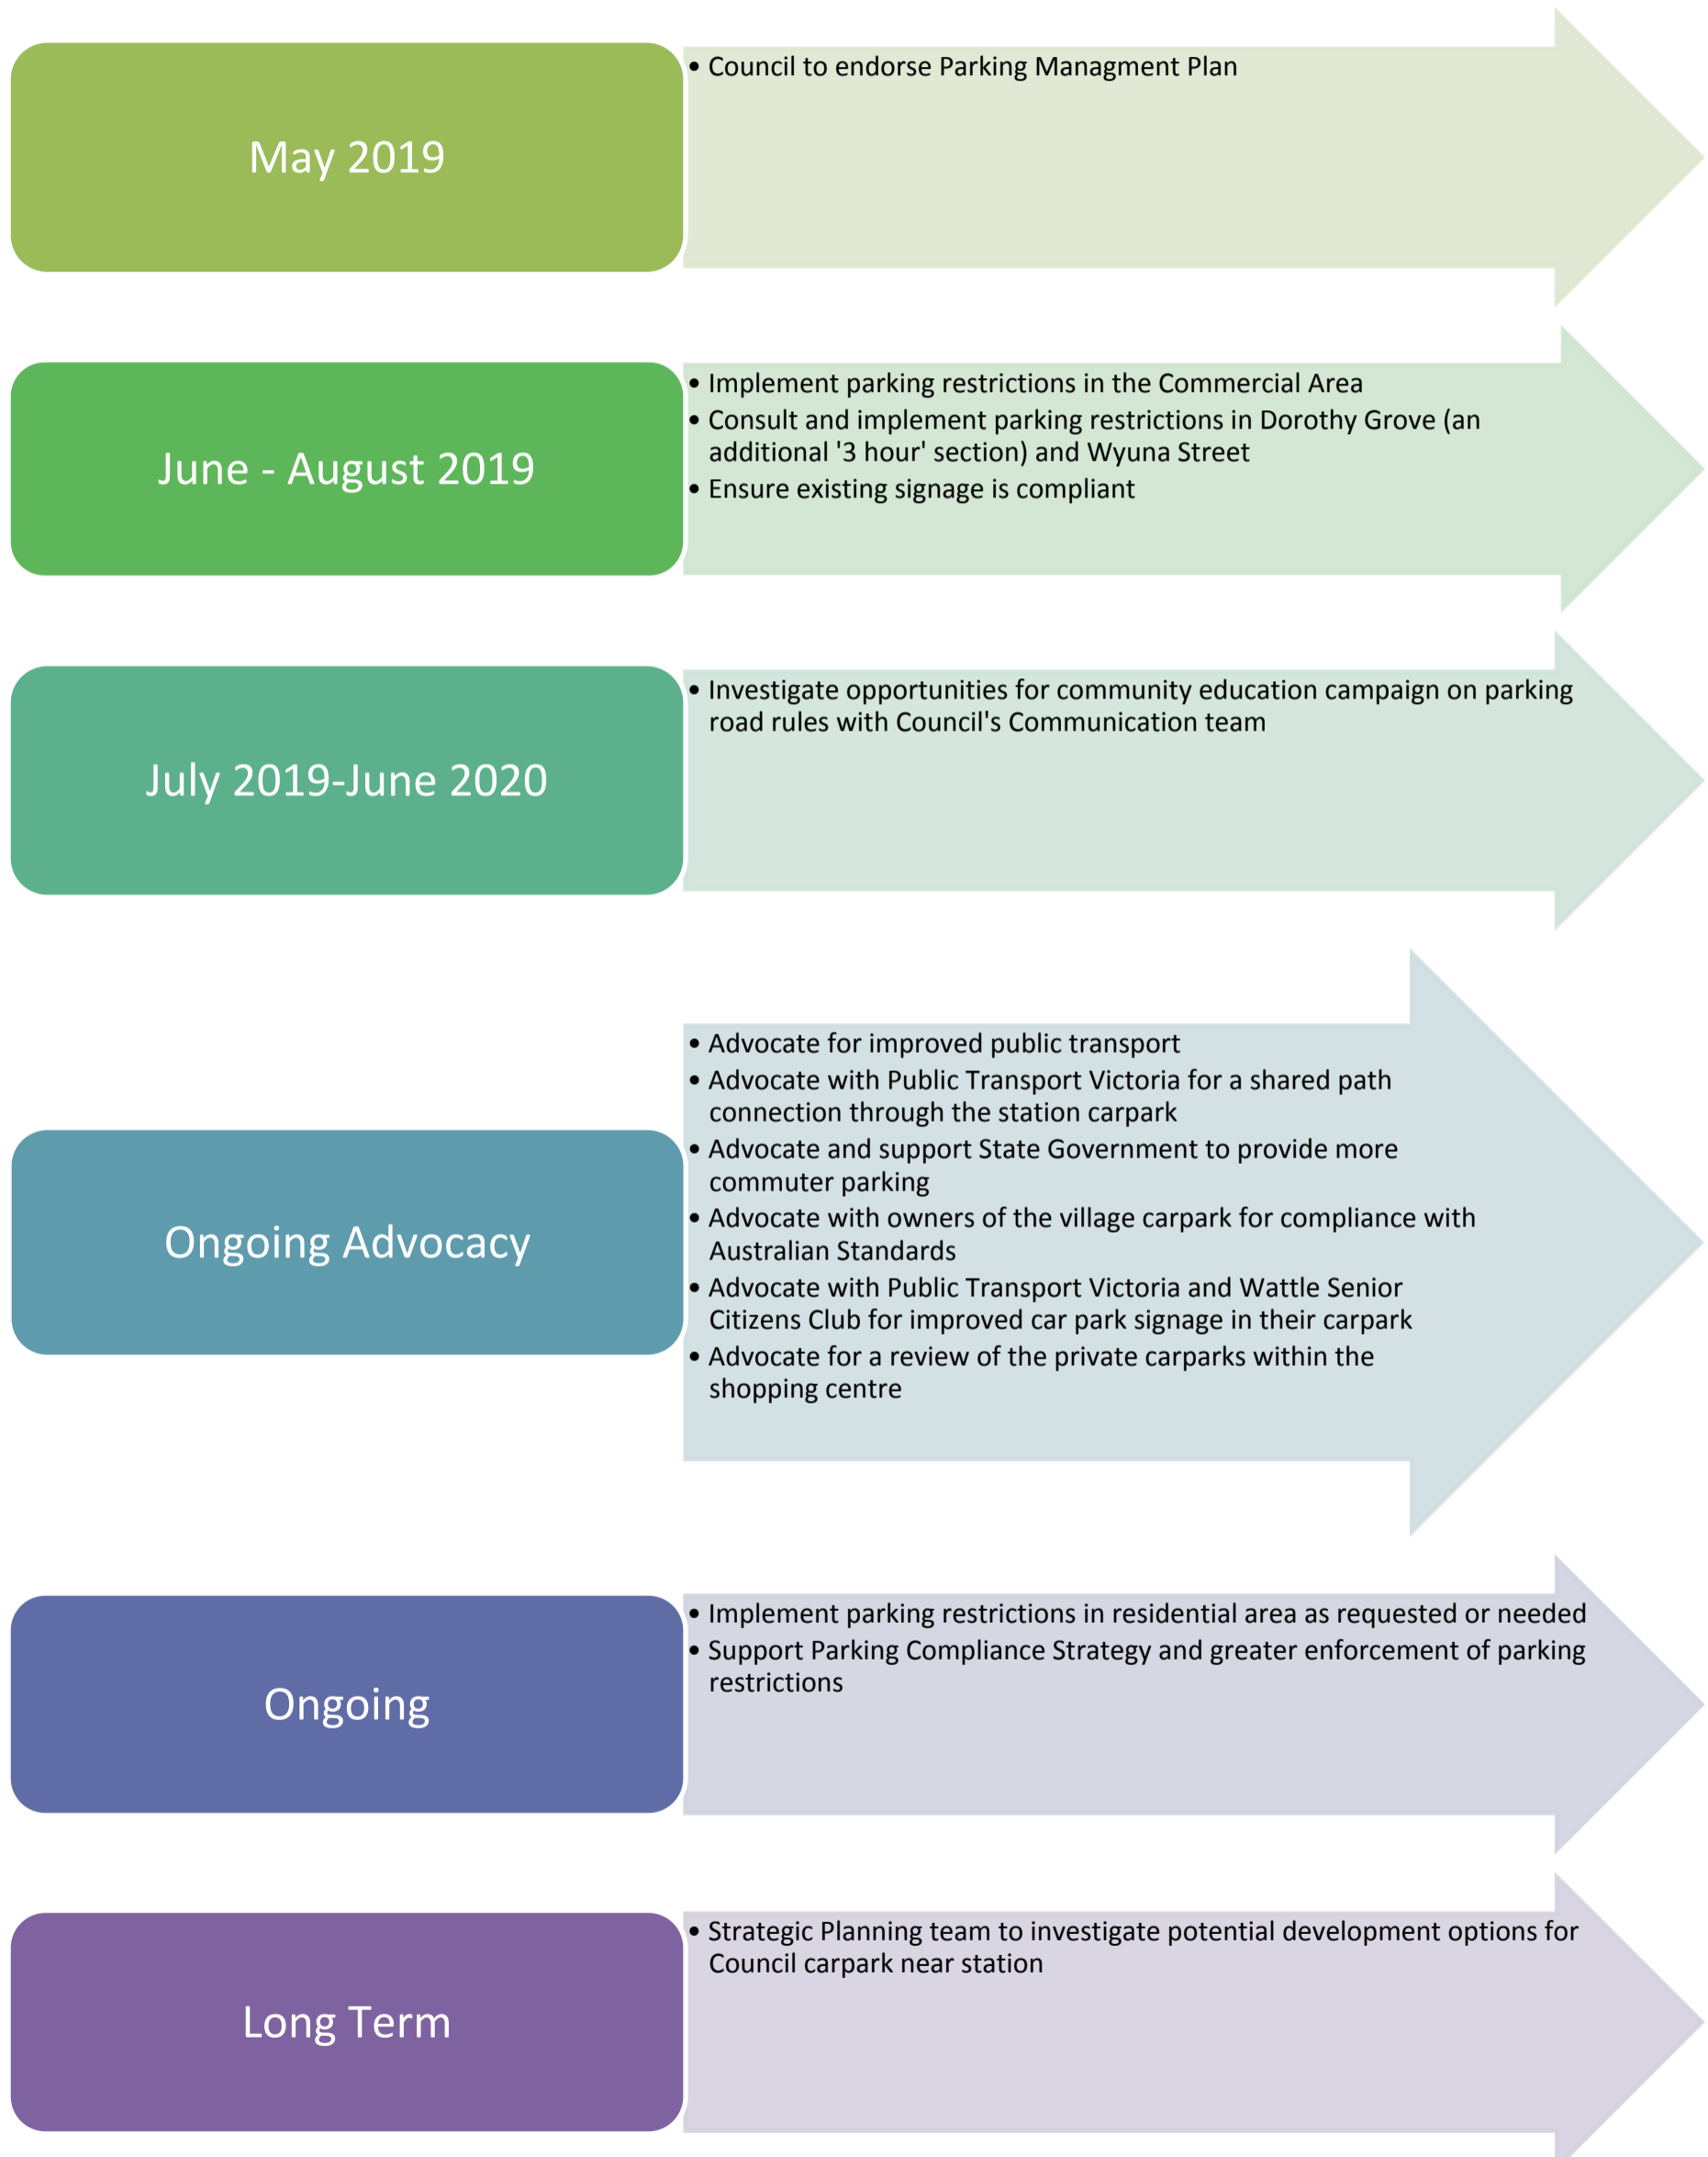 May 2019
• Council to endorse Parking Managment Plan
June - August 2019
• Implement parking restrictions in the Commercial Area
• Consult and implement parking restrictions in Dorothy Grove (an
additional '3 hour' section) and Wyuna Street
• Ensure existing signage is compliant
July 2019-June 2020
• Investigate opportunities for community education campaign on parking
road rules with Council's Communication team
Ongoing Advocacy
• Advocate for improved public transport
• Advocate with Public Transport Victoria for a shared path
connection through the station carpark
• Advocate and support State Government to provide more
commuter parking
• Advocate with owners of the village carpark for compliance with
Australian Standards
• Advocate with Public Transport Victoria and Wattle Senior
Citizens Club for improved car park signage in their carpark
• Advocate for a review of the private carparks within the
shopping centre
Ongoing
• Implement parking restrictions in residential area as requested or needed
• Support Parking Compliance Strategy and greater enforcement of parking
restrictions
Long Term
• Strategic Planning team to investigate potential development options for
Council carpark near station